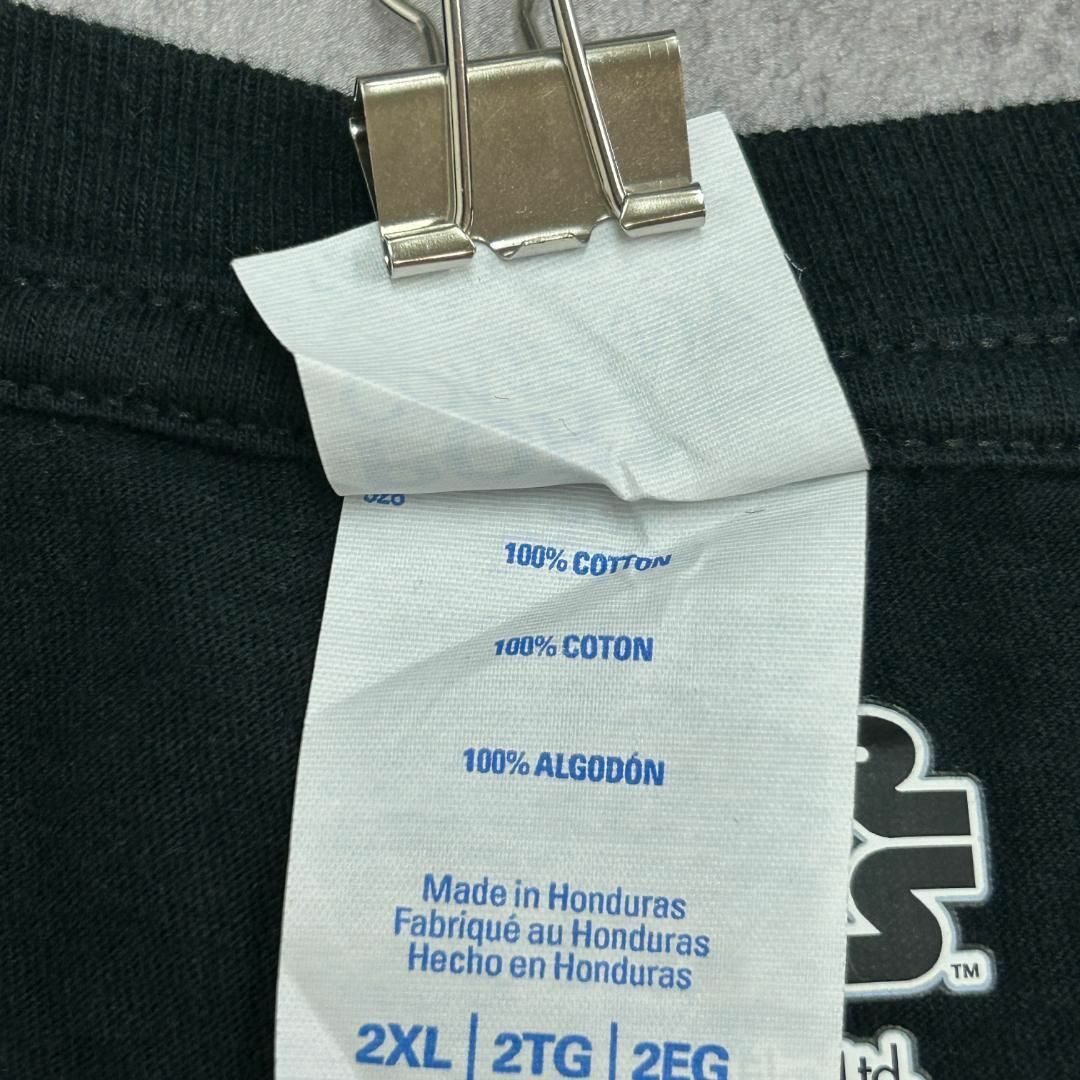 100% COTTON
100% COTON
100% ALGODÓN
Made in Honduras
Fabriqué au Honduras
Hecho en Honduras
2XL | 2TG | 2EG
TM
Ltd